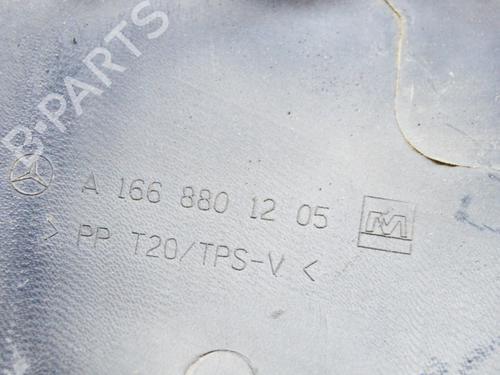 B-PARTS
A 166 880 12 05
> PP T20/TPS-V <